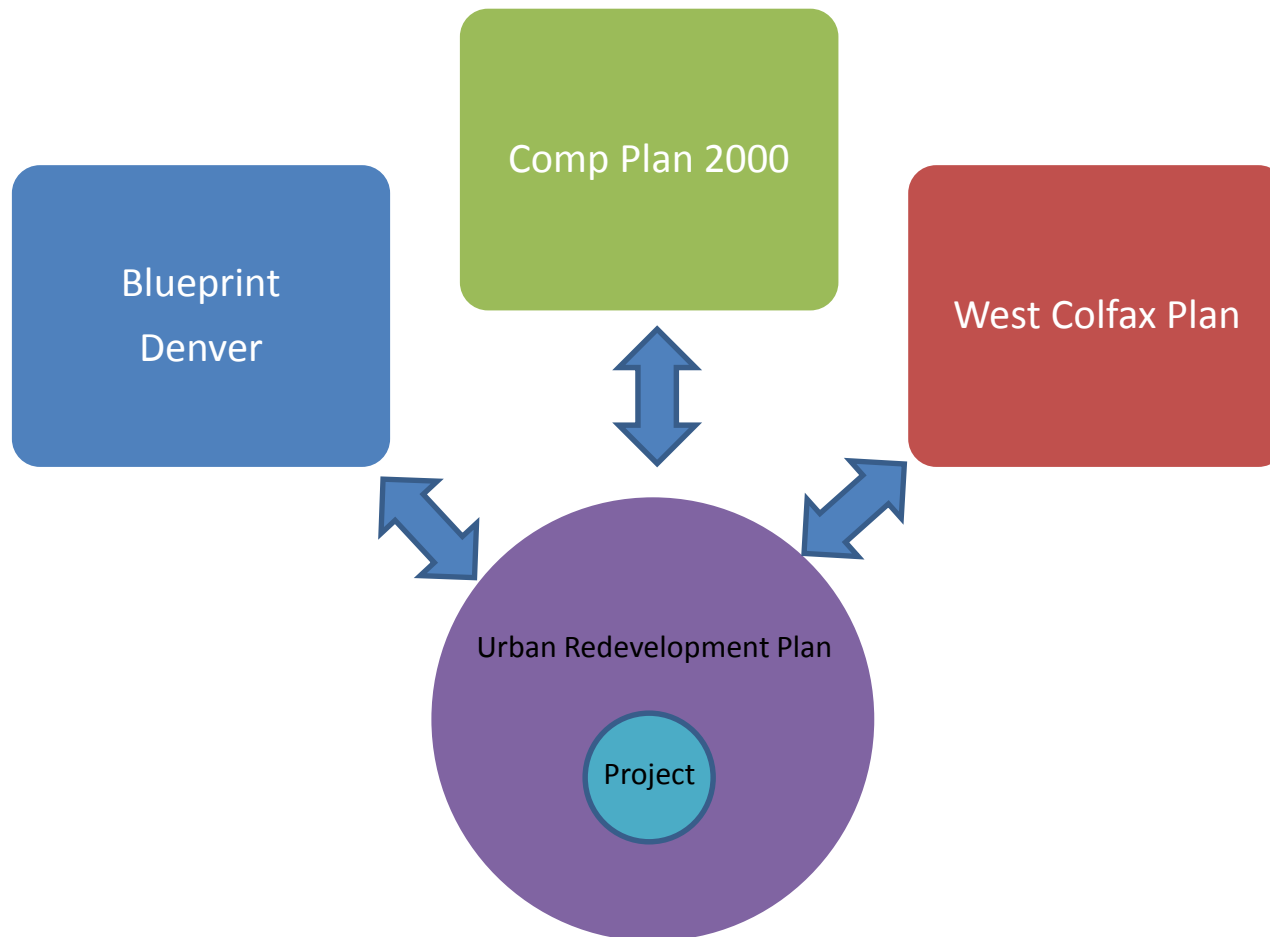 Comp Plan 2000
Blueprint
Denver
West Colfax Plan
Urban Redevelopment Plan
Project